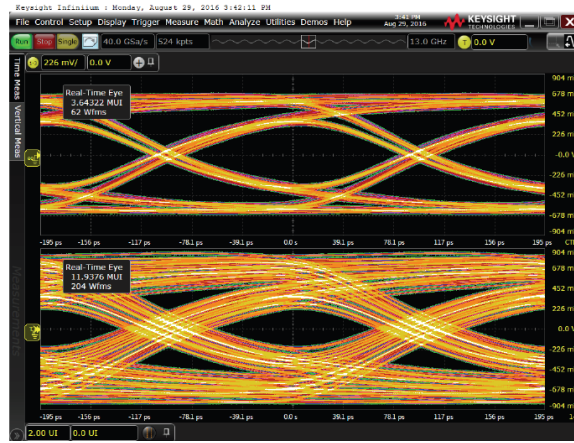 Keysight Infiniium : Monday, August 29, 2016 3:42:11 PM
File Control Setup Display Trigger Measure Math Analyze Utilities Demos Help
3:41 PM
Aug 29, 2016
KEYSIGHT
TECHNOLOGIES
Run Stop Single 40.0 GSa/s 524 kpts 13.0 GHz T 0.0 V
226 mV/ 0.0 V
Time Meas
Vertical Meas
Measurements
Real-Time Eye
3.64322 MUI
62 Wfms
904 m
678 m
452 m
226 m
-0.0 V
-226 m
-452 m
-678 m
-904 m
-195 ps -156 ps -117 ps -78.1 ps -39.1 ps 0.0 s 39.1 ps 78.1 ps 117 ps 156 ps 195 ps
Real-Time Eye
11.9376 MUI
204 Wfms
904 m
678 m
452 m
226 m
0.0 V
-226 m
-452 m
-678 m
-904 m
-195 ps -156 ps -117 ps -78.1 ps -39.1 ps 0.0 s 39.1 ps 78.1 ps 117 ps 156 ps 195 ps
2.00 UI 0.0 UI